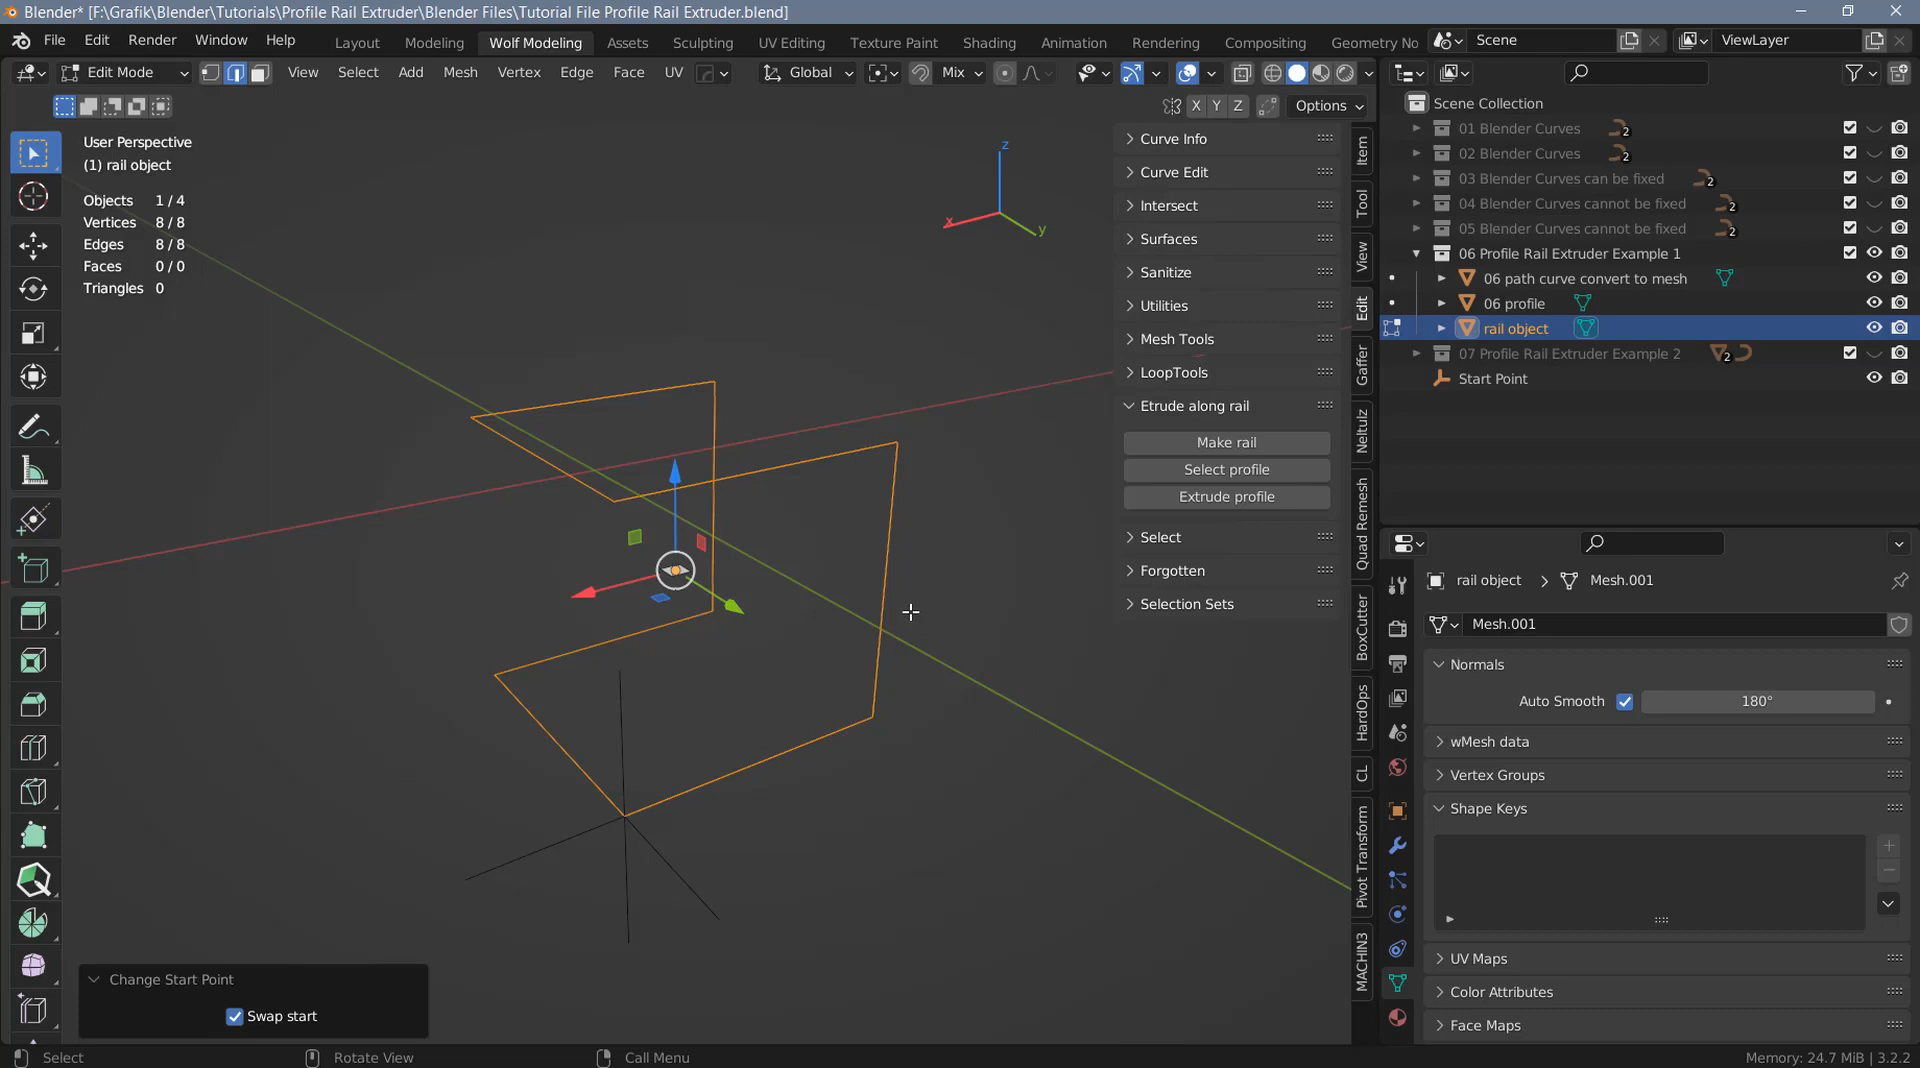 Blender* [F:\Grafik\Blender\Tutorials\Profile Rail Extruder\Blender Files\Tutorial File Profile Rail Extruder.blend]
File Edit Render Window Help Layout Modeling Wolf Modeling Assets Sculpting UV Editing Texture Paint Shading Animation Rendering Compositing Geometry No Scene ViewLayer
Edit Mode View Select Add Mesh Vertex Edge Face UV Global Mix
X Y Z Options
User Perspective
(1) rail object
Objects 1 / 4
Vertices 8 / 8
Edges 8 / 8
Faces 0 / 0
Triangles 0
z
x
y
Curve Info
Curve Edit
Intersect
Surfaces
Sanitize
Utilities
Mesh Tools
LoopTools
Etrude along rail
Make rail
Select profile
Extrude profile
Select
Forgotten
Selection Sets
Item
Tool
View
Edit
Gaffer
Neltulz
Quad Remesh
BoxCutter
HardOps
CL
Pivot Transform
MACHIN3
Scene Collection
01 Blender Curves 2
02 Blender Curves 2
03 Blender Curves can be fixed 2
04 Blender Curves cannot be fixed 2
05 Blender Curves cannot be fixed 2
06 Profile Rail Extruder Example 1
06 path curve convert to mesh
06 profile
rail object
07 Profile Rail Extruder Example 2 2
Start Point
rail object > Mesh.001
Mesh.001
Normals
Auto Smooth 180°
wMesh data
Vertex Groups
Shape Keys
UV Maps
Color Attributes
Face Maps
Change Start Point
Swap start
Select Rotate View Call Menu Memory: 24.7 MiB | 3.2.2